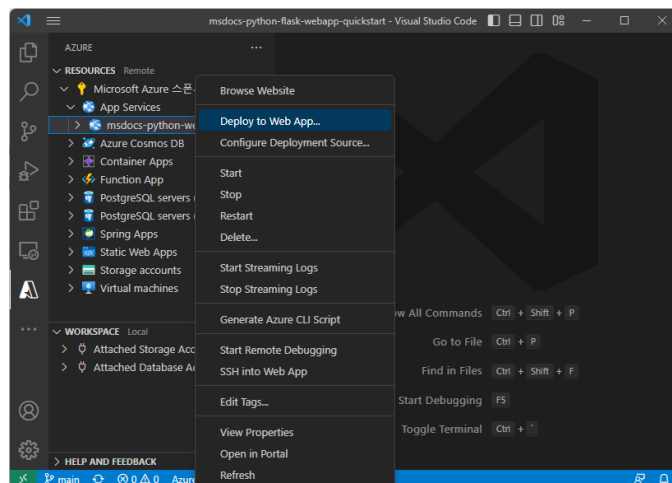 msdocs-python-flask-webapp-quickstart - Visual Studio Code
AZURE
RESOURCES Remote
Microsoft Azure 스폰
App Services
msdocs-python-we
Azure Cosmos DB
Container Apps
Function App
PostgreSQL servers (
PostgreSQL servers (
Spring Apps
Static Web Apps
Storage accounts
Virtual machines
WORKSPACE Local
Attached Storage Acc
Attached Database A
HELP AND FEEDBACK
Browse Website
Deploy to Web App...
Configure Deployment Source...
Start
Stop
Restart
Delete...
Start Streaming Logs
Stop Streaming Logs
Generate Azure CLI Script
Start Remote Debugging
SSH into Web App
Edit Tags...
View Properties
Open in Portal
Refresh
ow All Commands Ctrl + Shift + P
Go to File Ctrl + P
Find in Files Ctrl + Shift + F
Start Debugging F5
Toggle Terminal Ctrl + `
main 0 0 Azure